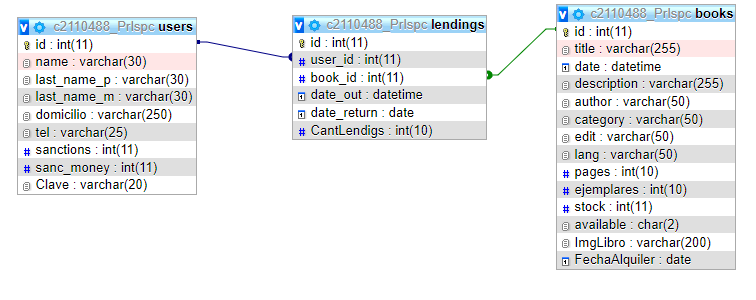 c2110488_Prlspc users
id : int(11)
name : varchar(30)
last_name_p : varchar(30)
last_name_m : varchar(30)
domicilio : varchar(250)
tel : varchar(25)
sanctions : int(11)
sanc_money : int(11)
Clave : varchar(20)
c2110488_Prlspc lendings
id : int(11)
user_id : int(11)
book_id : int(11)
date_out : datetime
date_return : date
CantLendigs : int(10)
c2110488_Prlspc books
id : int(11)
title : varchar(255)
date : datetime
description : varchar(255)
author : varchar(50)
category : varchar(50)
edit : varchar(50)
lang : varchar(50)
pages : int(10)
ejemplares : int(10)
stock : int(11)
available : char(2)
ImgLibro : varchar(200)
FechaAlquiler : date